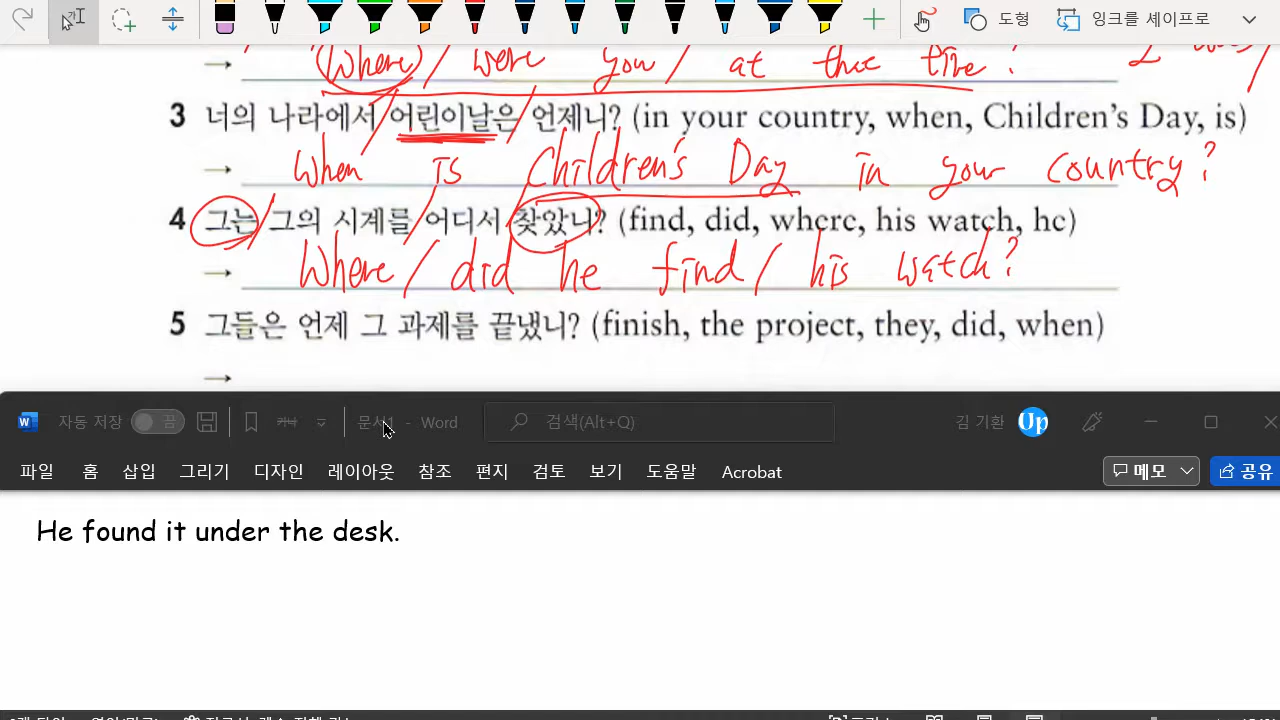 도형 잉크를 셰이프로
→ Where / were you / at that time?
3 너의 나라에서 어린이날은 언제니? (in your country, when, Children's Day, is)
→ When is Children's Day in your country?
4 그는 그의 시계를 어디서 찾았니? (find, did, where, his watch, he)
→ Where / did he find / his watch?
5 그들은 언제 그 과제를 끝냈니? (finish, the project, they, did, when)
→
자동 저장 끔 가나 문서1 - Word 검색(Alt+Q) 김 기환 Up
파일 홈 삽입 그리기 디자인 레이아웃 참조 편지 검토 보기 도움말 Acrobat 메모 공유
He found it under the desk.